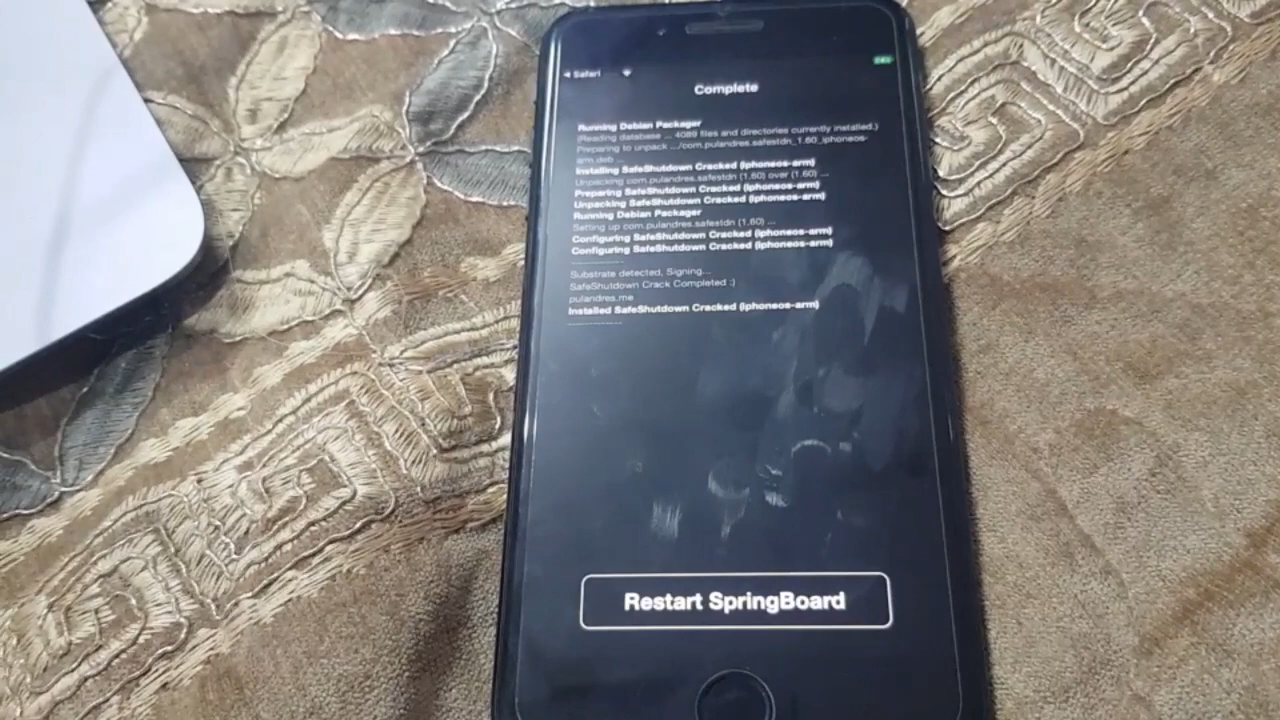 Safari
Complete
Running Debian Packager
(Reading database ... 4089 files and directories currently installed.)
Preparing to unpack .../com.pulandres.safestdn_1.60_iphoneos-
arm.deb ...
Installing SafeShutdown Cracked (iphoneos-arm)
Unpacking com.pulandres.safestdn (1.60) over (1.60) ...
Preparing SafeShutdown Cracked (iphoneos-arm)
Unpacking SafeShutdown Cracked (iphoneos-arm)
Running Debian Packager
Setting up com.pulandres.safestdn (1.60) ...
Configuring SafeShutdown Cracked (iphoneos-arm)
Configuring SafeShutdown Cracked (iphoneos-arm)
Substrate detected, Signing...
SafeShutdown Crack Completed :)
pulandres.me
Installed SafeShutdown Cracked (iphoneos-arm)
Restart SpringBoard